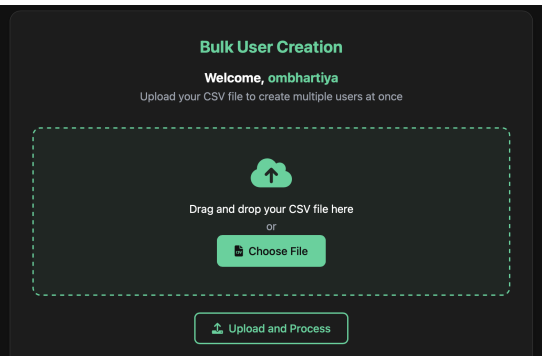 Bulk User Creation
Welcome, ombhartiya
Upload your CSV file to create multiple users at once
Drag and drop your CSV file here
or
Choose File
Upload and Process